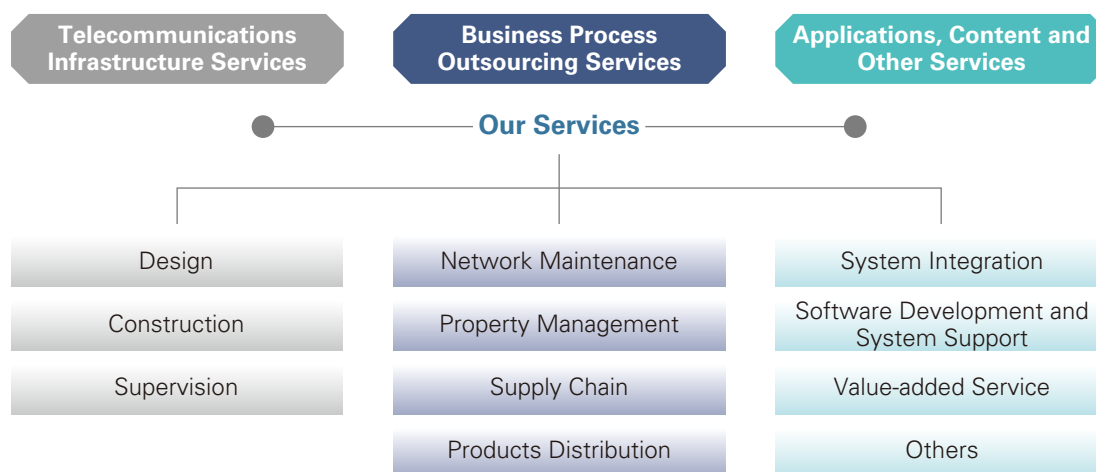 Telecommunications
Infrastructure Services
Business Process
Outsourcing Services
Applications, Content and
Other Services
Our Services
Design
Construction
Supervision
Network Maintenance
Property Management
Supply Chain
Products Distribution
System Integration
Software Development and
System Support
Value-added Service
Others